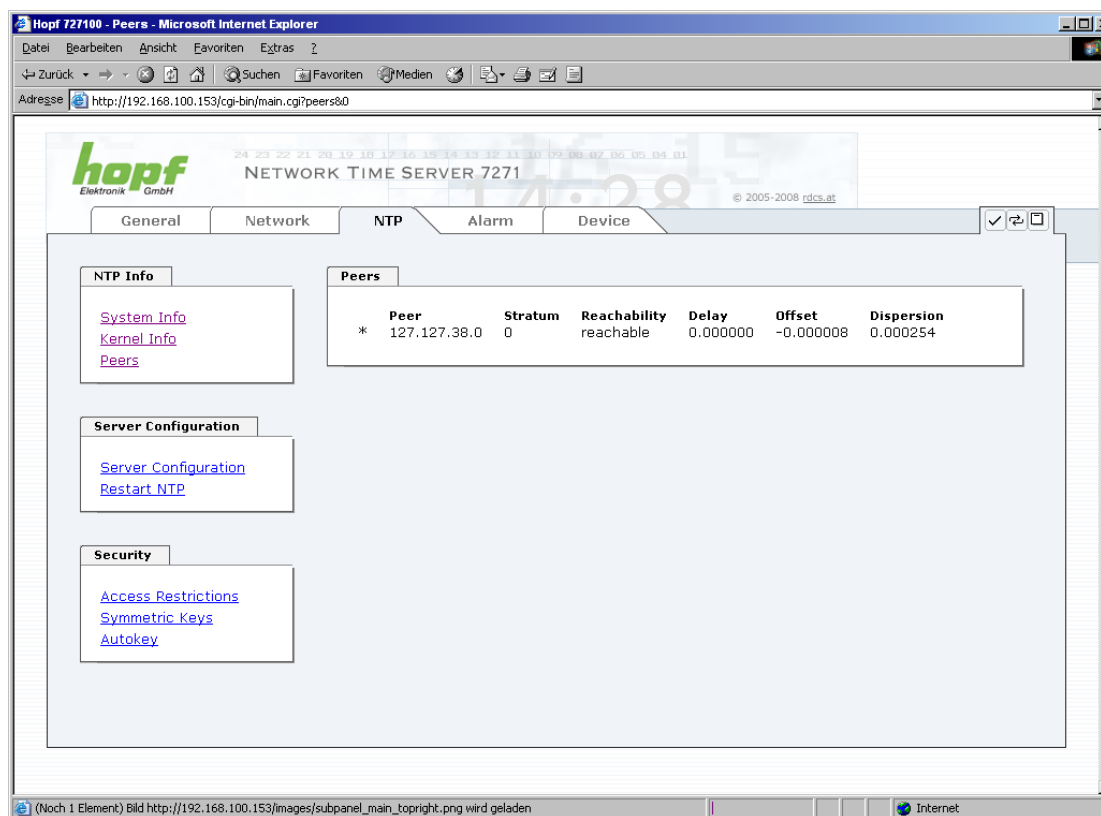 Hopf 727100 - Peers - Microsoft Internet Explorer
Datei Bearbeiten Ansicht Favoriten Extras ?
Zurück Suchen Favoriten Medien
Adresse http://192.168.100.153/cgi-bin/main.cgi?peers&0
24 23 22 21 20 19 18 17 16 15 14 13 12 11 10 09 08 07 06 05 04 01
hopf
Elektronik GmbH
NETWORK TIME SERVER 7271
14:28
© 2005-2008 rdcs.at
General Network NTP Alarm Device
NTP Info
System Info
Kernel Info
Peers
Peers
Peer Stratum Reachability Delay Offset Dispersion
* 127.127.38.0 0 reachable 0.000000 -0.000008 0.000254
Server Configuration
Server Configuration
Restart NTP
Security
Access Restrictions
Symmetric Keys
Autokey
(Noch 1 Element) Bild http://192.168.100.153/images/subpanel_main_topright.png wird geladen
Internet